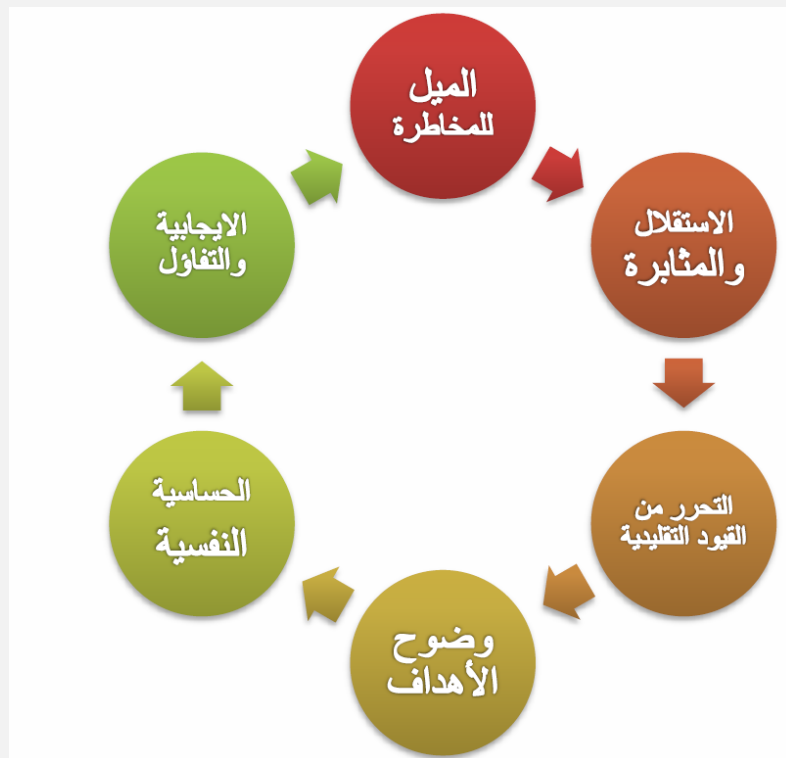 الميل
للمخاطرة
الاستقلال
والمثابرة
التحرر من
القيود التقليدية
وضوح
الأهداف
الحساسية
النفسية
الايجابية
والتفاؤل